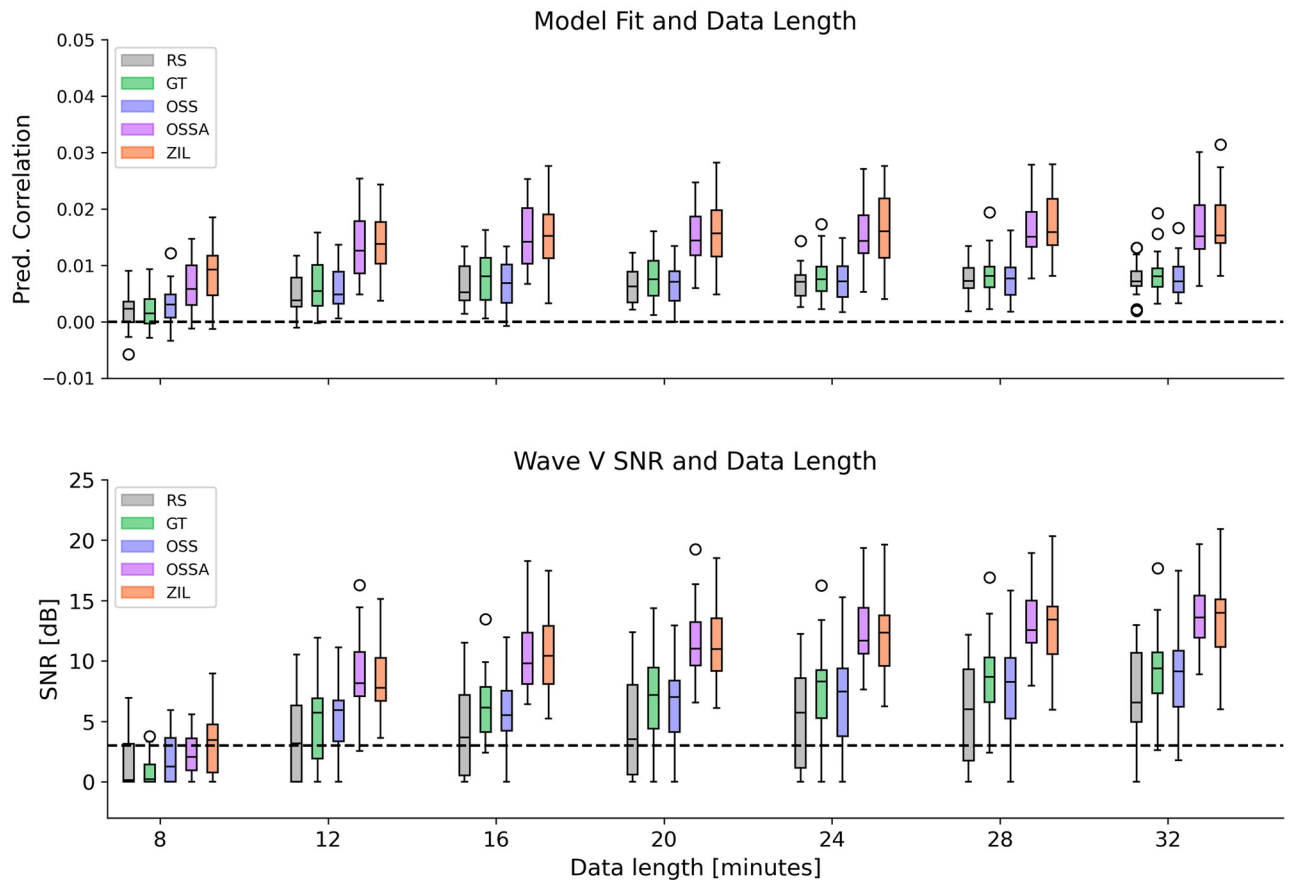 Model Fit and Data Length
Pred. Correlation
0.05
0.04
0.03
0.02
0.01
0.00
−0.01
RS
GT
OSS
OSSA
ZIL
Wave V SNR and Data Length
SNR [dB]
25
20
15
10
5
0
RS
GT
OSS
OSSA
ZIL
8 12 16 20 24 28 32
Data length [minutes]